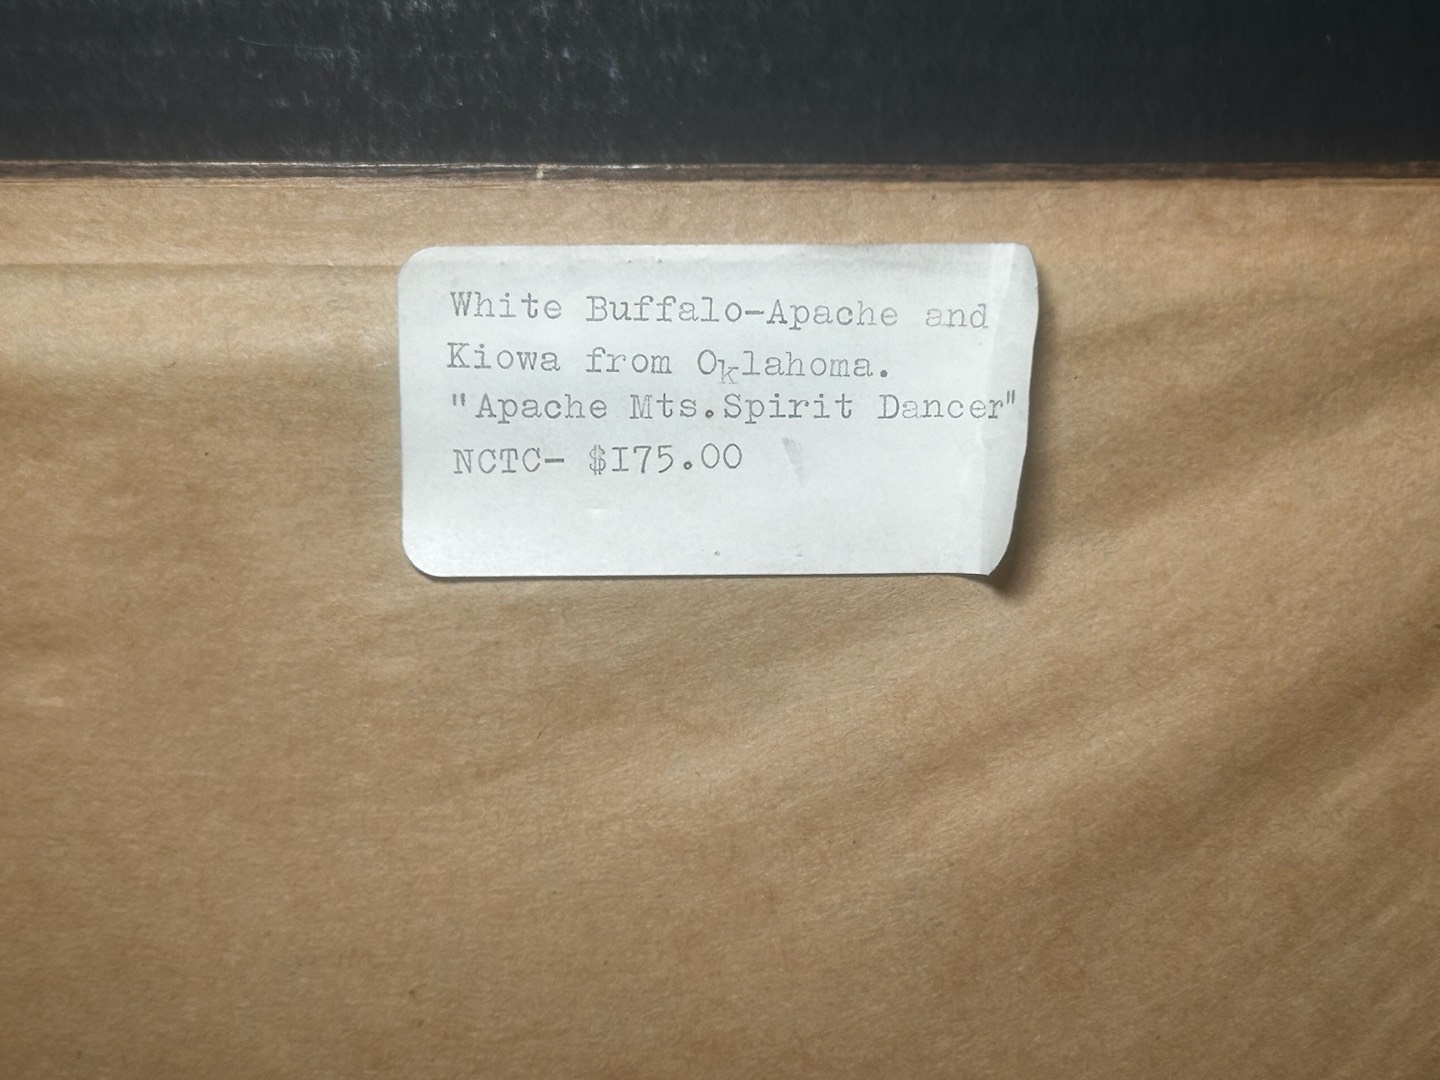 White Buffalo-Apache and
Kiowa from Oklahoma.
"Apache Mts.Spirit Dancer"
NCTC- $I75.00